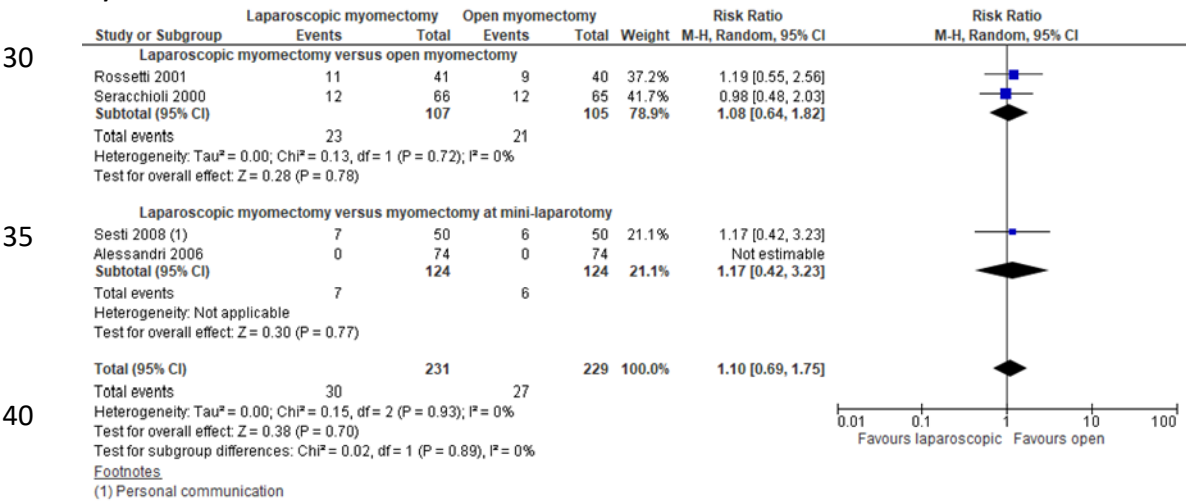 Laparoscopic myomectomy Open myomectomy Risk Ratio Risk Ratio
Study or Subgroup Events Total Events Total Weight M-H, Random, 95% CI M-H, Random, 95% CI
30
Laparoscopic myomectomy versus open myomectomy
Rossetti 2001 11 41 9 40 37.2% 1.19 [0.55, 2.56]
Seracchioli 2000 12 66 12 65 41.7% 0.98 [0.48, 2.03]
Subtotal (95% CI) 107 105 78.9% 1.08 [0.64, 1.82]
Total events 23 21
Heterogeneity: Tau² = 0.00; Chi² = 0.13, df = 1 (P = 0.72); I² = 0%
Test for overall effect: Z = 0.28 (P = 0.78)
Laparoscopic myomectomy versus myomectomy at mini-laparotomy
35 Sesti 2008 (1) 7 50 6 50 21.1% 1.17 [0.42, 3.23]
Alessandri 2006 0 74 0 74 Not estimable
Subtotal (95% CI) 124 124 21.1% 1.17 [0.42, 3.23]
Total events 7 6
Heterogeneity: Not applicable
Test for overall effect: Z = 0.30 (P = 0.77)
Total (95% CI) 231 229 100.0% 1.10 [0.69, 1.75]
Total events 30 27
40 Heterogeneity: Tau² = 0.00; Chi² = 0.15, df = 2 (P = 0.93); I² = 0%
0.01 0.1 1 10 100
Test for overall effect: Z = 0.38 (P = 0.70)
Favours laparoscopic Favours open
Test for subgroup differences: Chi² = 0.02, df = 1 (P = 0.89), I² = 0%
Footnotes
(1) Personal communication